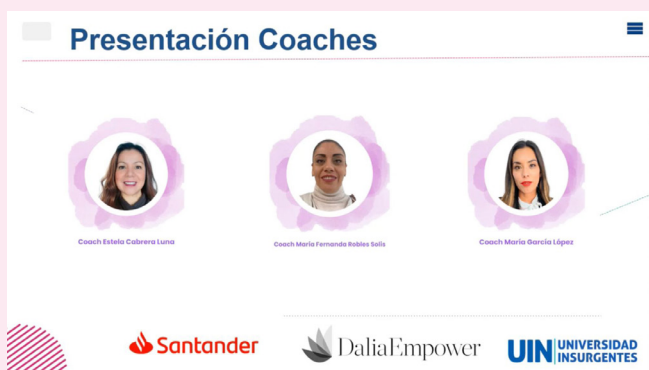 Presentación Coaches
Coach Estela Cabrera Luna
Coach María Fernanda Robles Solís
Coach María García López
Santander
DaliaEmpower
UIN UNIVERSIDAD
INSURGENTES